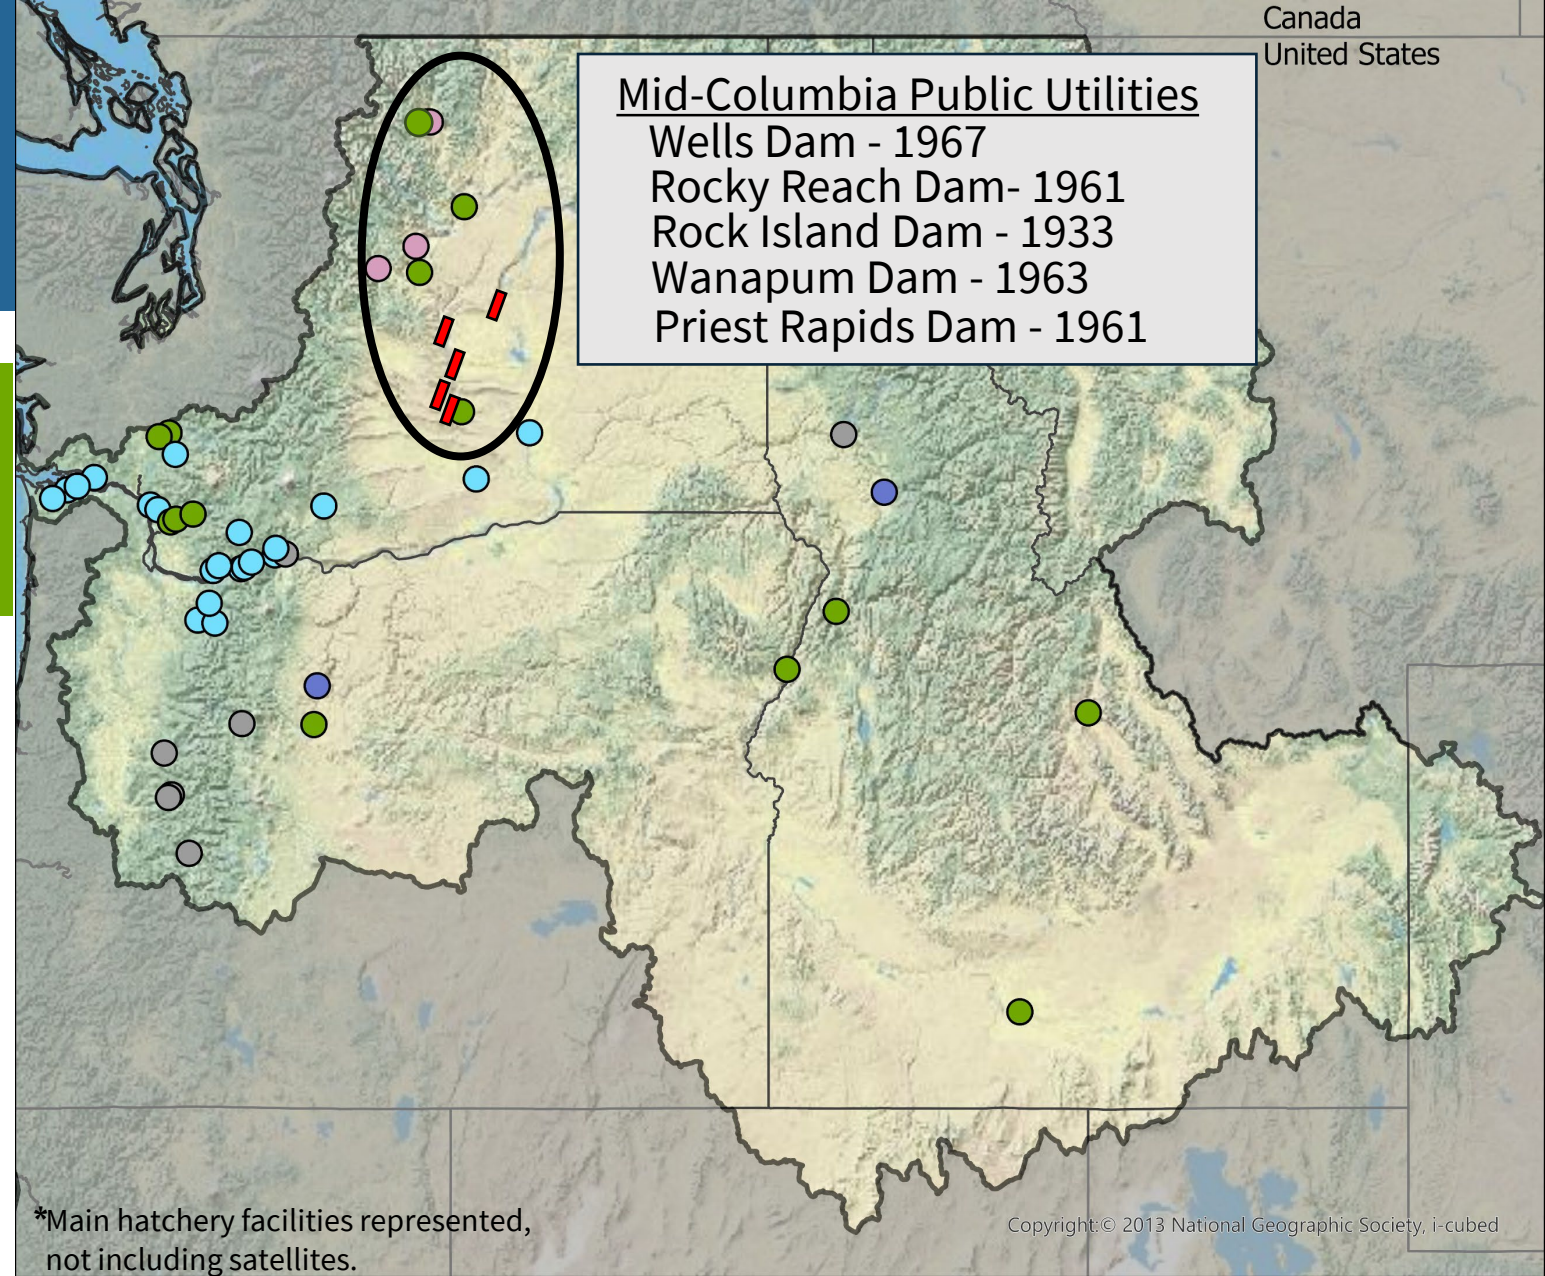 Canada
United States
Mid-Columbia Public Utilities
Wells Dam - 1967
Rocky Reach Dam- 1961
Rock Island Dam - 1933
Wanapum Dam - 1963
Priest Rapids Dam - 1961
*Main hatchery facilities represented,
not including satellites.
Copyright:© 2013 National Geographic Society, i-cubed